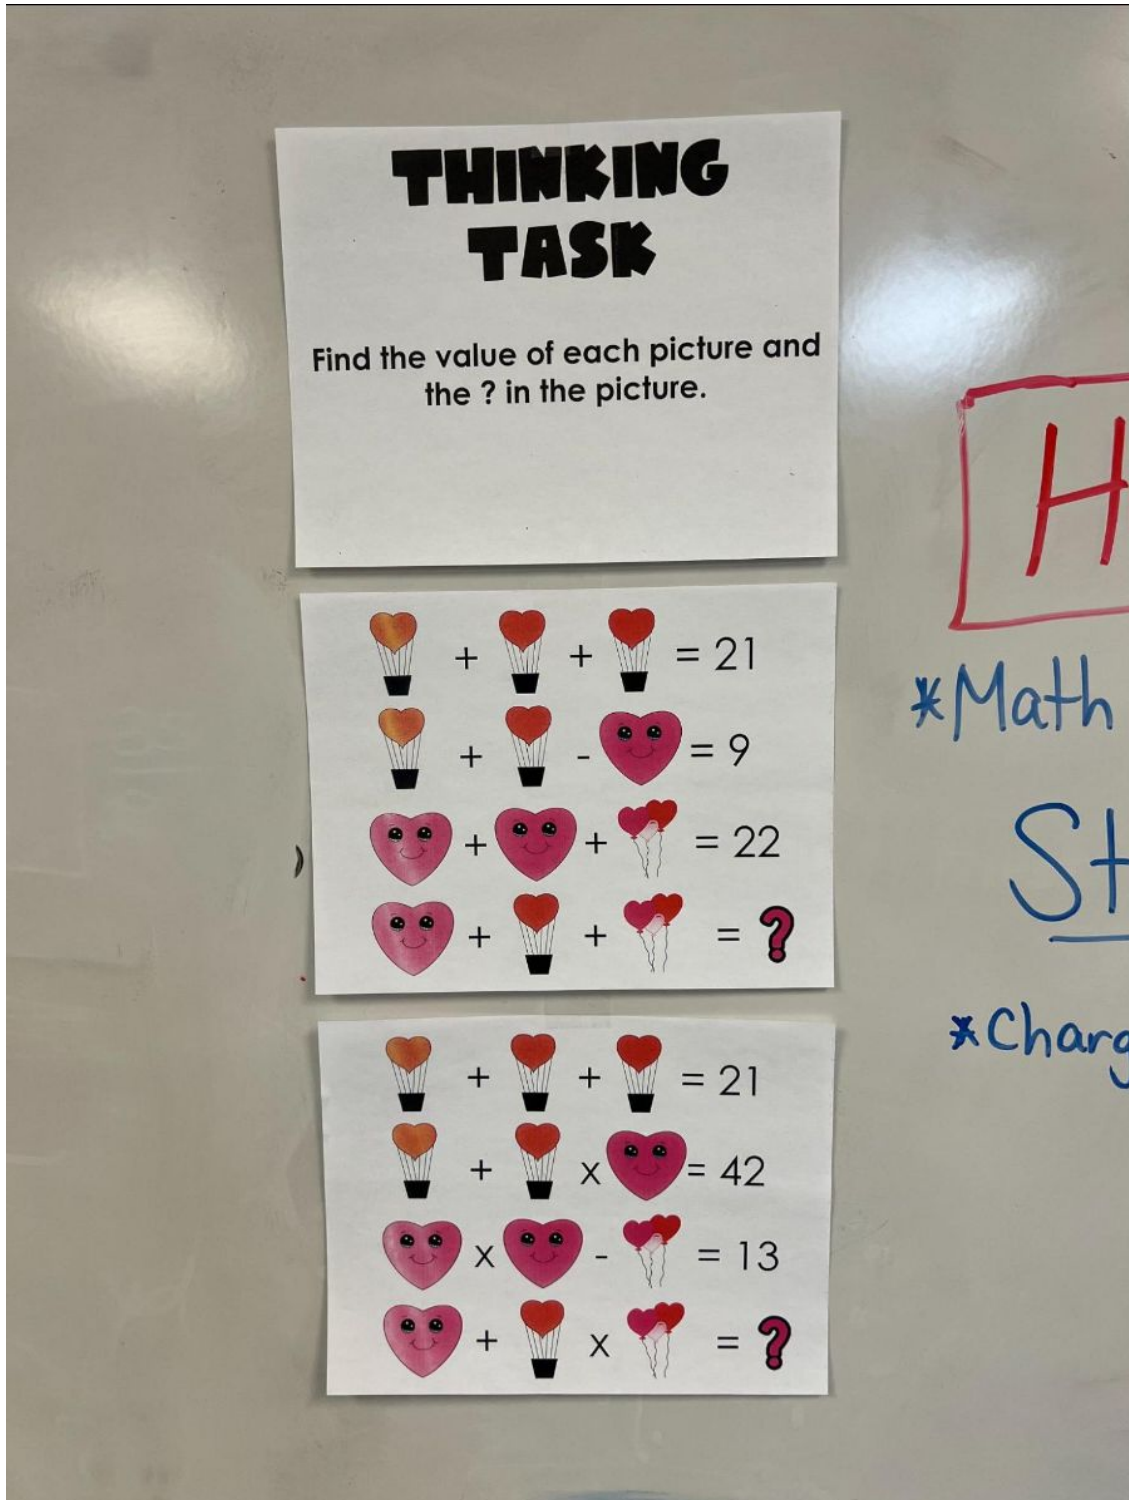 THINKING
TASK
Find the value of each picture and
the ? in the picture.
+ + = 21
+ - = 9
+ + = 22
+ + = ?
+ + = 21
+ x = 42
x - = 13
+ x = ?
H
*Math
St
*Charg